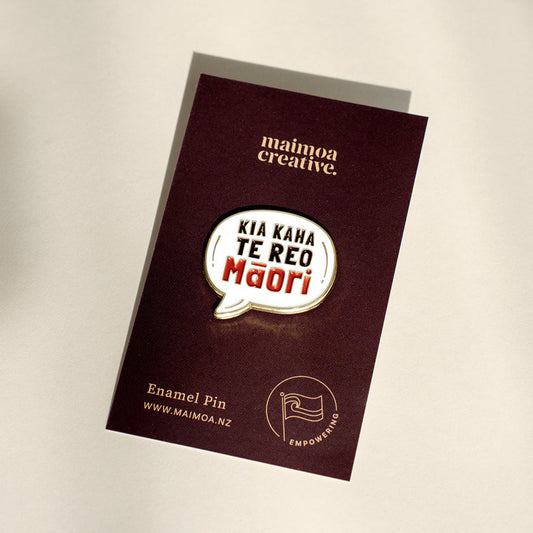 maimoa
creative.
KIA KAHA
TE REO
Māori
Enamel Pin
WWW.MAIMOA.NZ
EMPOWERING